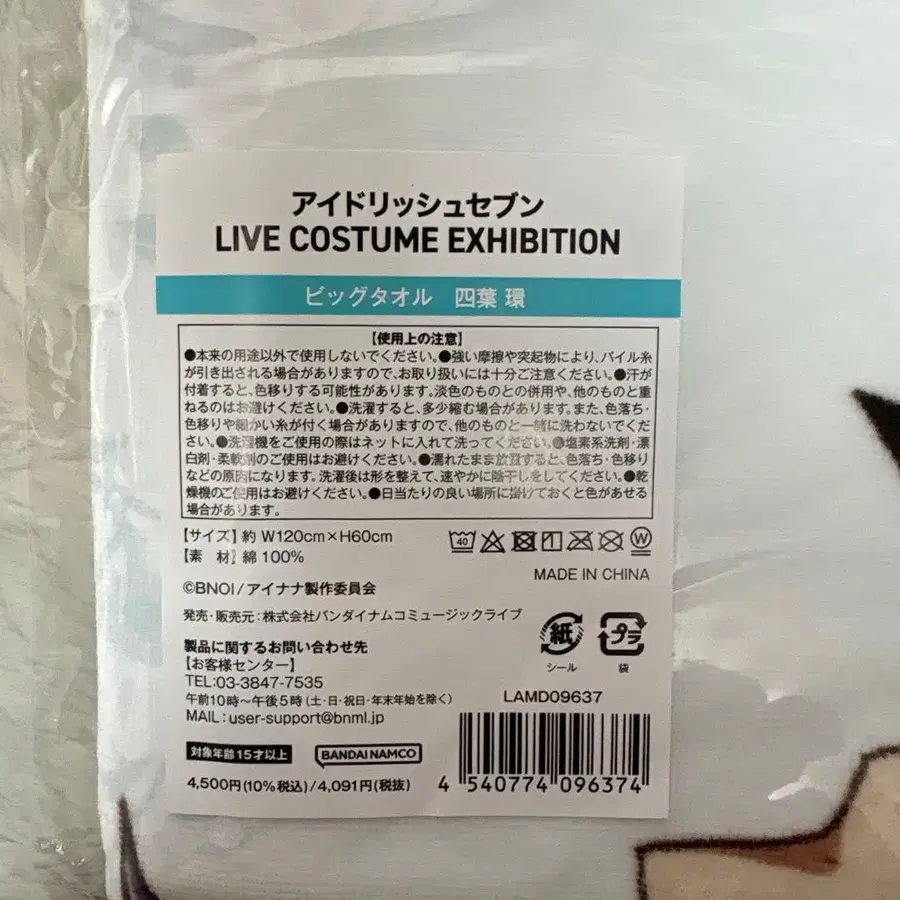 アイドリッシュセブン
LIVE COSTUME EXHIBITION
ビッグタオル 四葉 環
【使用上の注意】
●本来の用途以外で使用しないでください。●強い摩擦や突起物により、パイル糸
が引き出される場合がありますので、お取り扱いには十分ご注意ください。●汗が
付着すると、色移りする可能性があります。淡色のものとの併用や、他のものと重
ねるのはお避けください。●洗濯すると、多少縮む場合があります。また、色落ち・
色移りや細かい糸が付く場合がありますので、他のものと一緒に洗わないでくだ
さい。●洗濯機をご使用の際はネットに入れて洗ってください。●塩素系洗剤・漂
白剤・柔軟剤のご使用はお避けください。●濡れたまま放置すると、色落ち・色移り
などの原因になります。洗濯後は形を整えて、速やかに陰干しをしてください。●乾
燥機のご使用はお避けください。●日当たりの良い場所に掛けておくと色があせる
場合があります。
【サイズ】約 W120cm×H60cm
【素 材】綿 100%
40
W
MADE IN CHINA
©BNOI/アイナナ製作委員会
発売・販売元：株式会社バンダイナムコミュージックライブ
製品に関するお問い合わせ先
【お客様センター】
TEL:03-3847-7535
午前10時～午後5時（土・日・祝日・年末年始を除く）
MAIL：user-support@bnml.jp
紙
シール
プラ
袋
LAMD09637
対象年齢15才以上
BANDAI NAMCO
4,500円（10%税込）/4,091円（税抜）
4 540774 096374